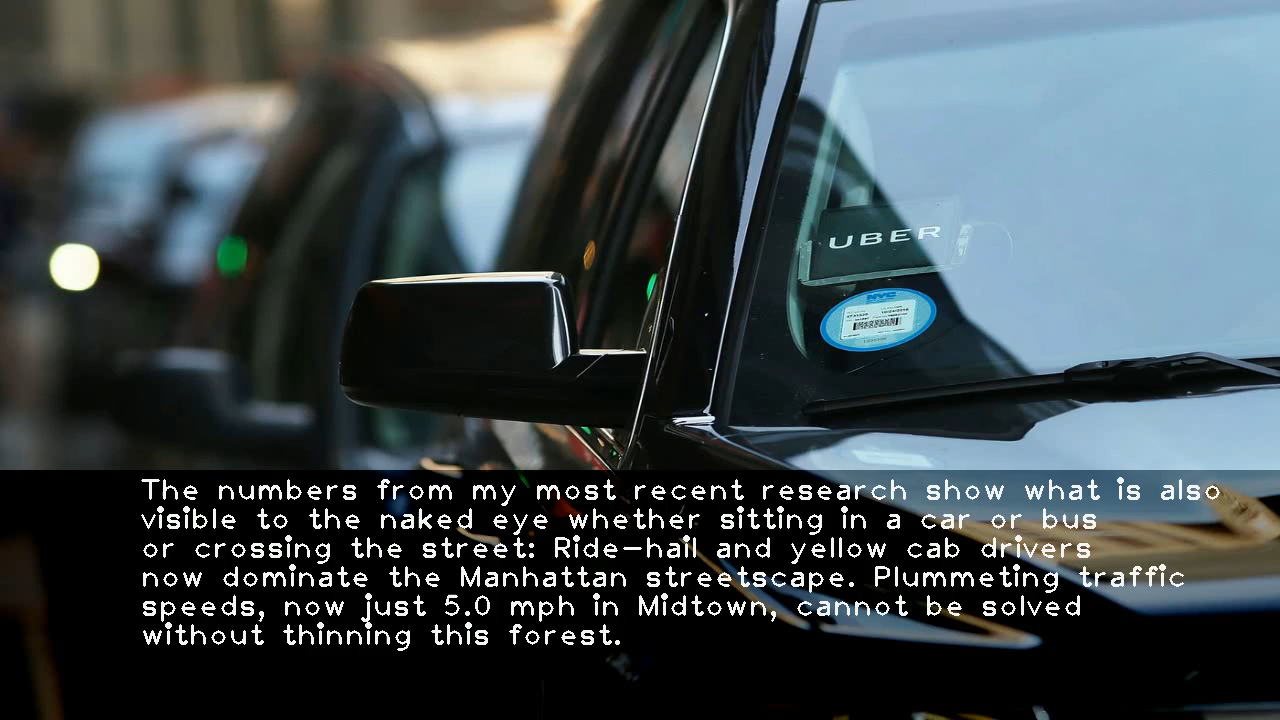 UBER
NYC
The numbers from my most recent research show what is also
visible to the naked eye whether sitting in a car or bus
or crossing the street: Ride-hail and yellow cab drivers
now dominate the Manhattan streetscape. Plummeting traffic
speeds, now just 5.0 mph in Midtown, cannot be solved
without thinning this forest.